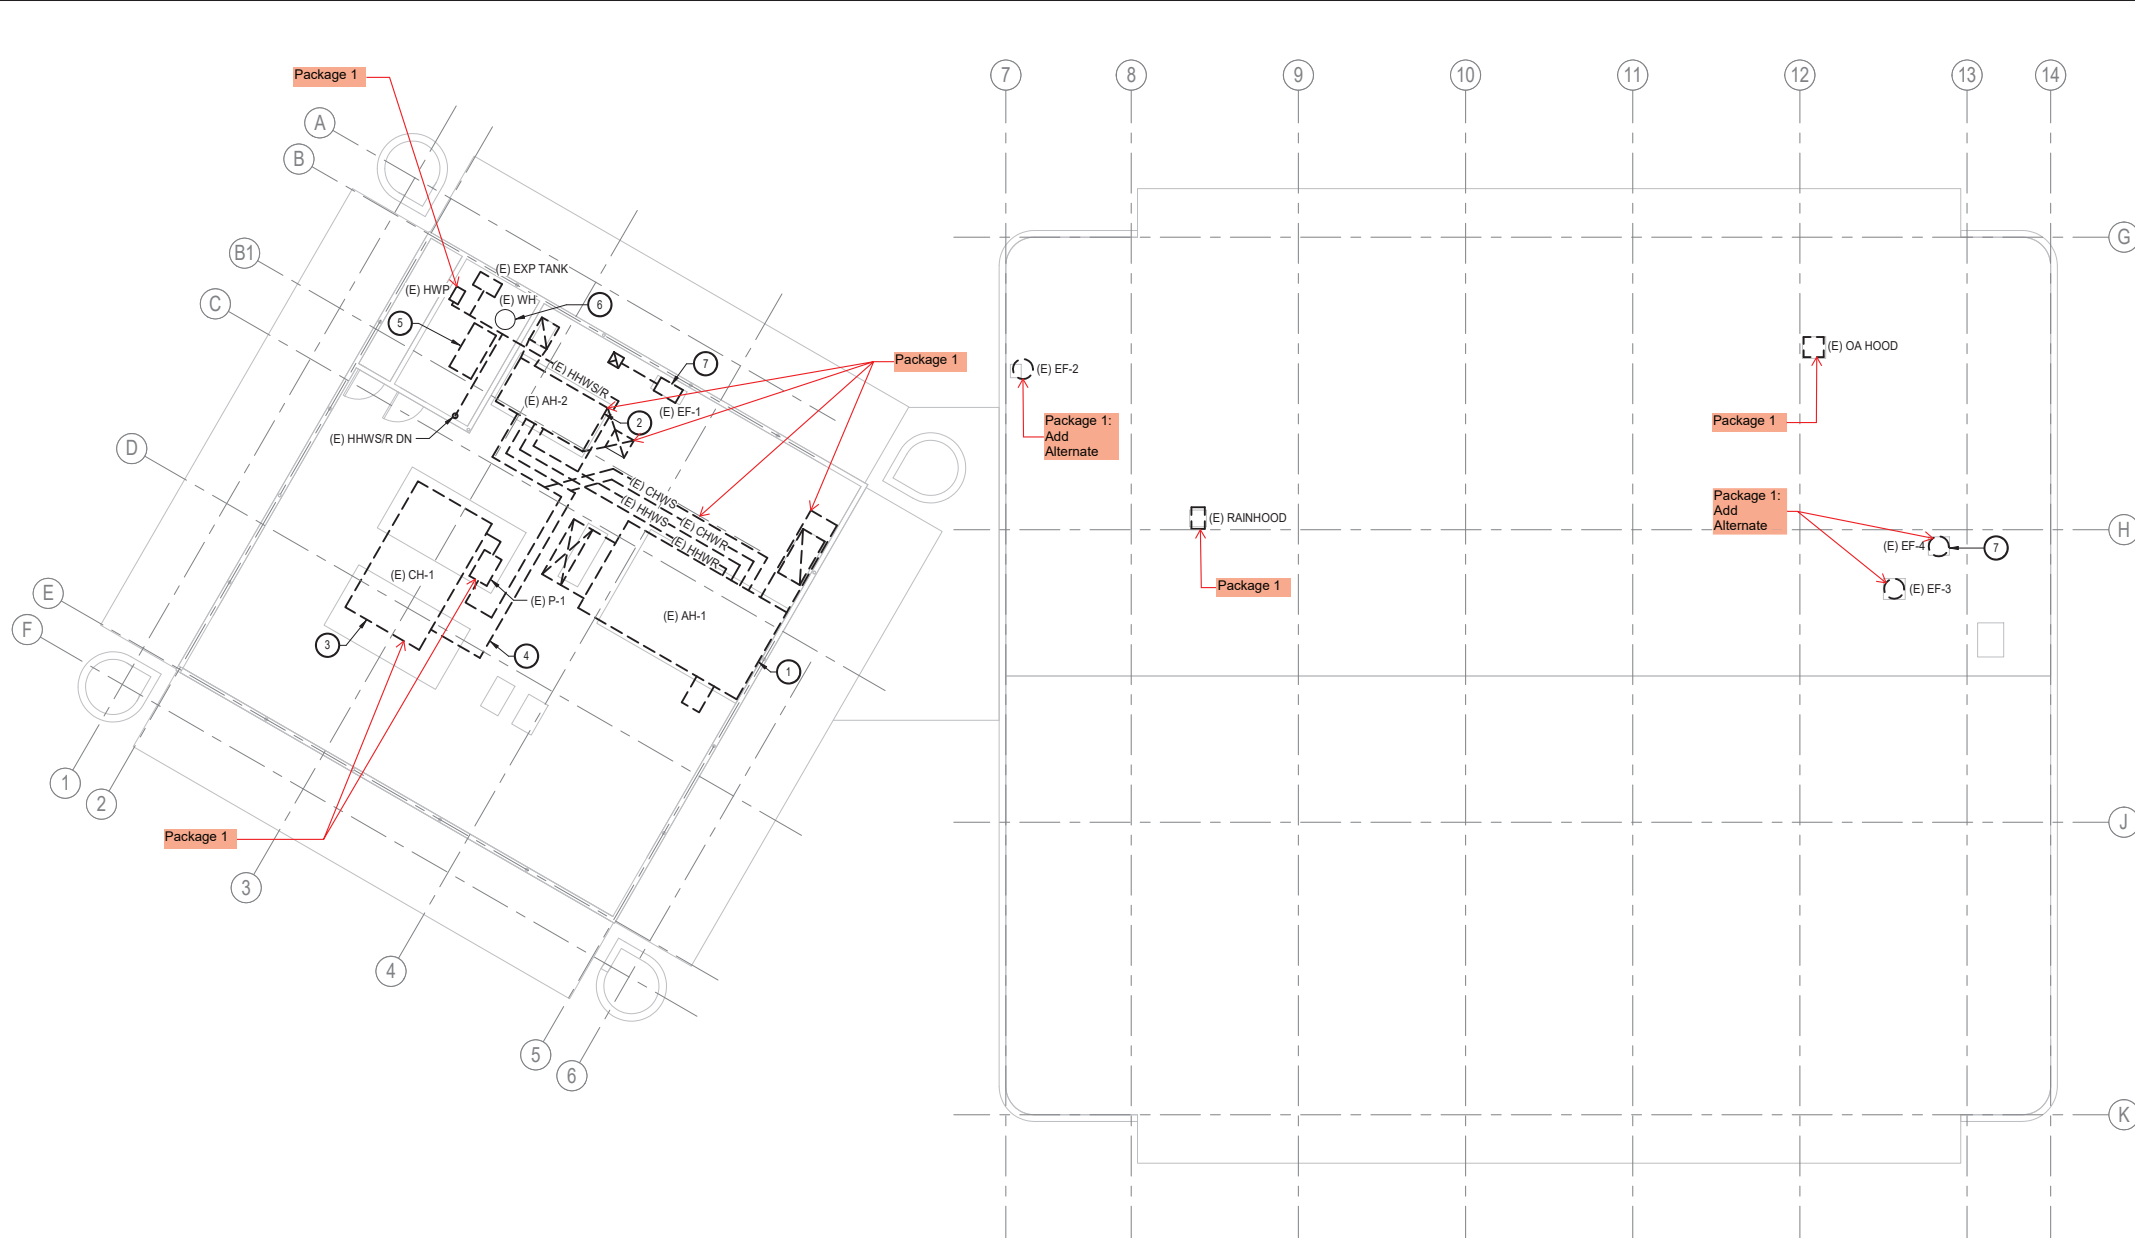 Package 1
7
8
9
10
11
12
13
14
A
B
B1
C
D
E
F
G
H
J
K
(E) EXP TANK
(E) HWP
(E) WH
6
5
(E) HHWS/R
7
(E) AH-2
(E) EF-1
2
(E) HHWS/R DN
Package 1
(E) CHWS
(E) HHWS
(E) CHWR
(E) HHWR
(E) CH-1
(E) P-1
(E) AH-1
3
4
1
Package 1
1
2
3
4
5
6
(E) EF-2
Package 1:
Add
Alternate
(E) OA HOOD
Package 1
(E) RAINHOOD
Package 1
Package 1:
Add
Alternate
(E) EF-4
7
(E) EF-3